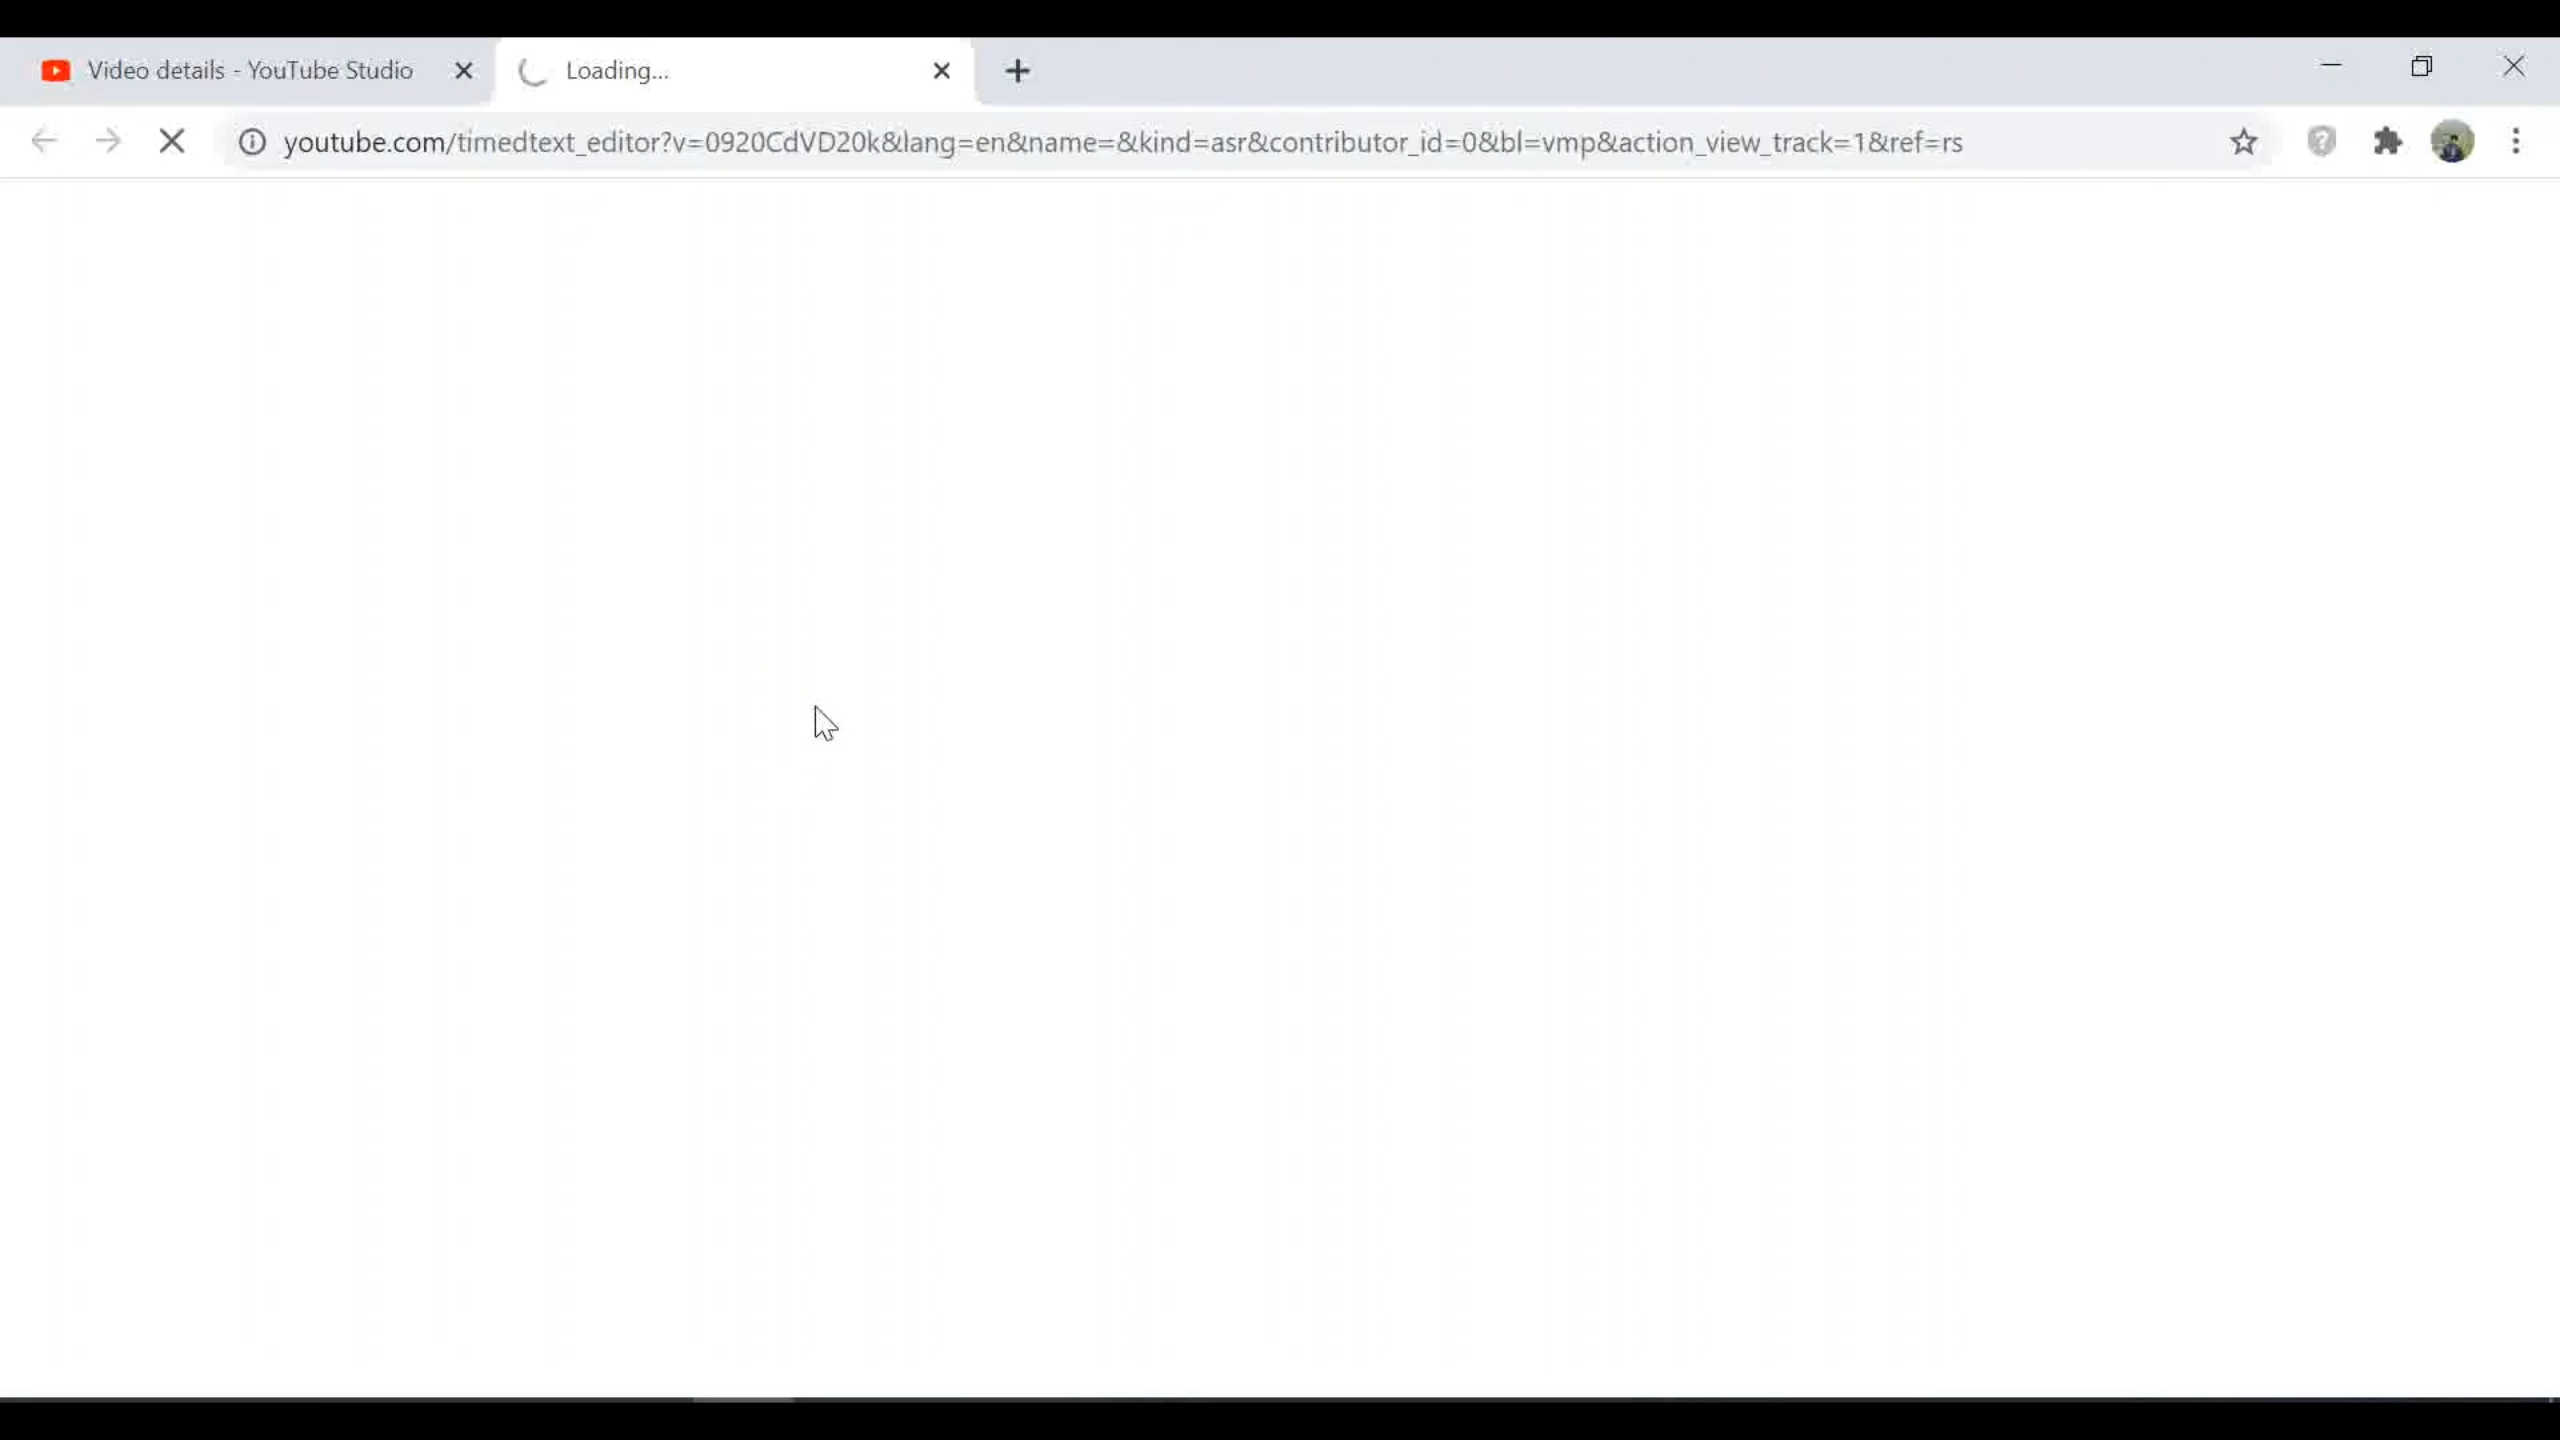 Video details - YouTube Studio
Loading...
youtube.com/timedtext_editor?v=0920CdVD20k&lang=en&name=&kind=asr&contributor_id=0&bl=vmp&action_view_track=1&ref=rs